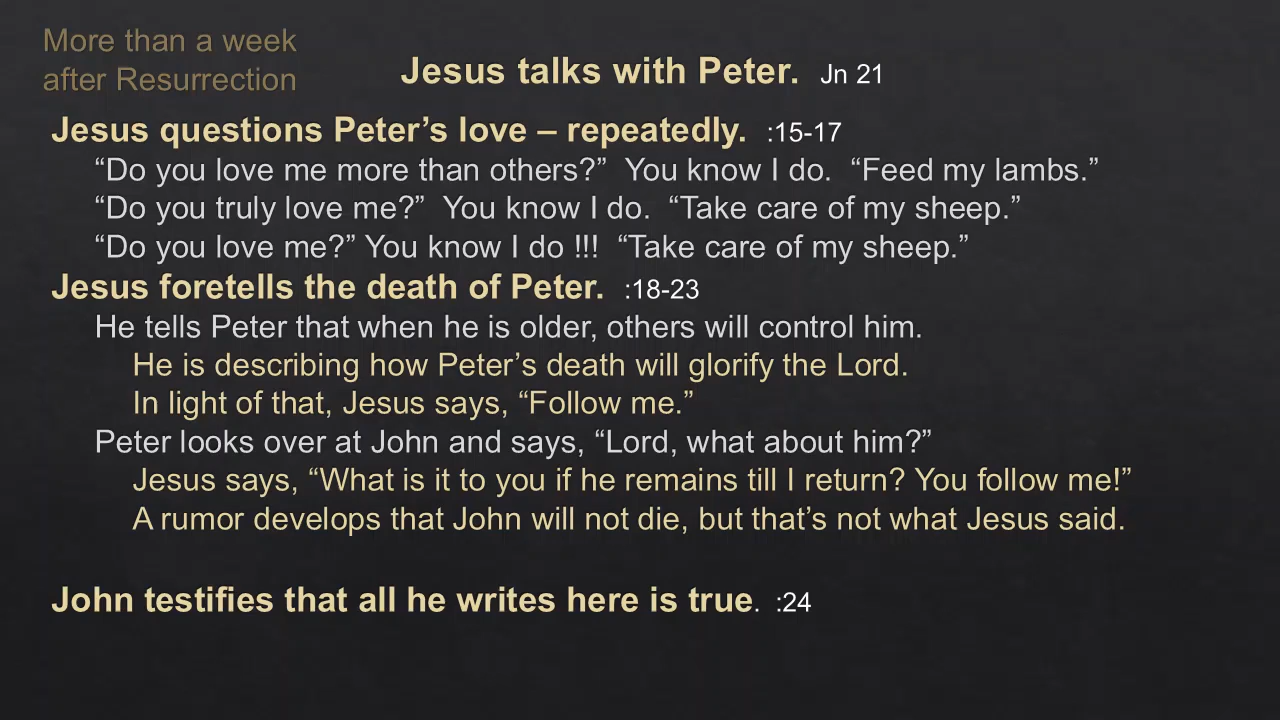 More than a week
after Resurrection
Jesus talks with Peter. Jn 21
Jesus questions Peter’s love – repeatedly. :15-17
“Do you love me more than others?” You know I do. “Feed my lambs.”
“Do you truly love me?” You know I do. “Take care of my sheep.”
“Do you love me?” You know I do !!! “Take care of my sheep.”
Jesus foretells the death of Peter. :18-23
He tells Peter that when he is older, others will control him.
He is describing how Peter’s death will glorify the Lord.
In light of that, Jesus says, “Follow me.”
Peter looks over at John and says, “Lord, what about him?”
Jesus says, “What is it to you if he remains till I return? You follow me!”
A rumor develops that John will not die, but that’s not what Jesus said.
John testifies that all he writes here is true. :24